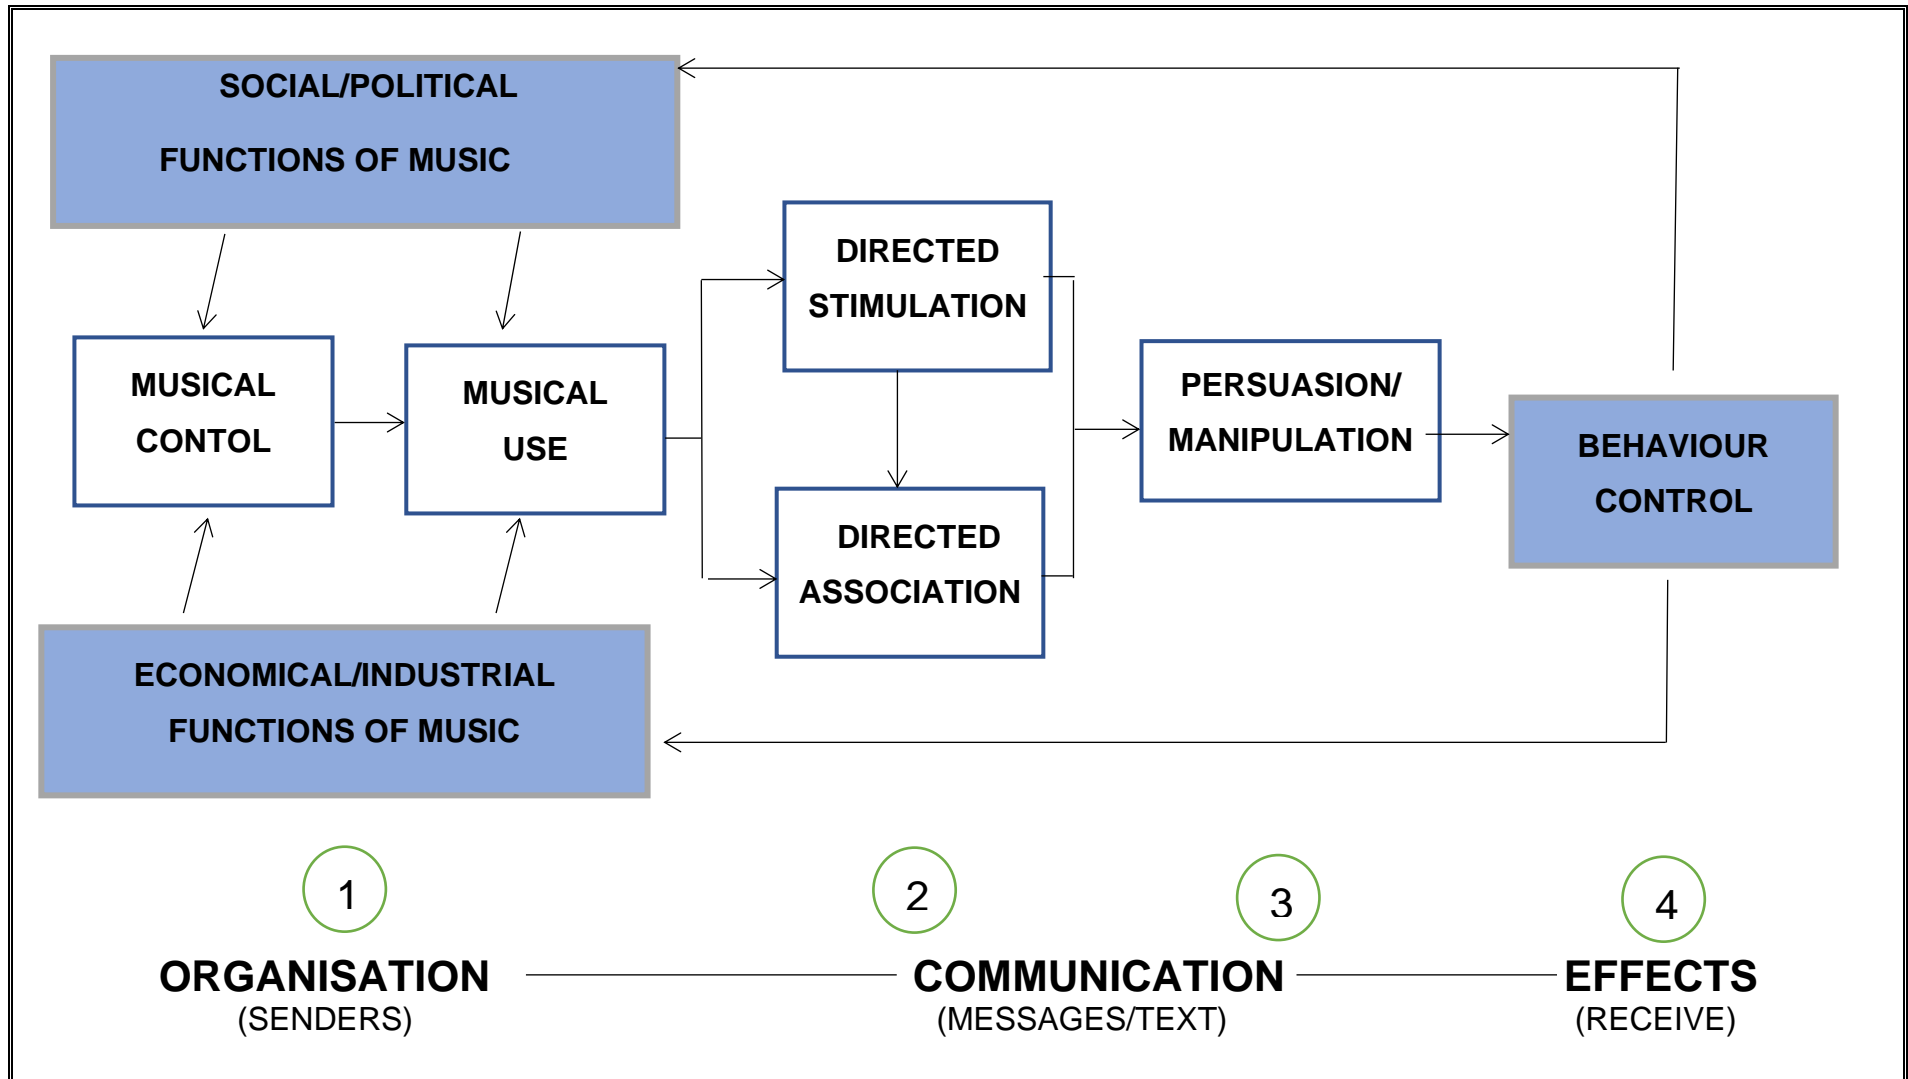 SOCIAL/POLITICAL
FUNCTIONS OF MUSIC
DIRECTED
STIMULATION
MUSICAL
CONTOL
MUSICAL
USE
PERSUASION/
MANIPULATION
BEHAVIOUR
CONTROL
DIRECTED
ASSOCIATION
ECONOMICAL/INDUSTRIAL
FUNCTIONS OF MUSIC
1
2
3
4
ORGANISATION
(SENDERS)
COMMUNICATION
(MESSAGES/TEXT)
EFFECTS
(RECEIVE)